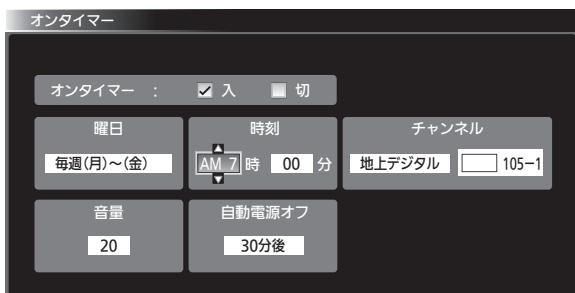 オンタイマー
オンタイマー : 入 切
曜日
毎週(月)~(金)
時刻
AM 7 時 00 分
チャンネル
地上デジタル 105-1
音量
20
自動電源オフ
30分後